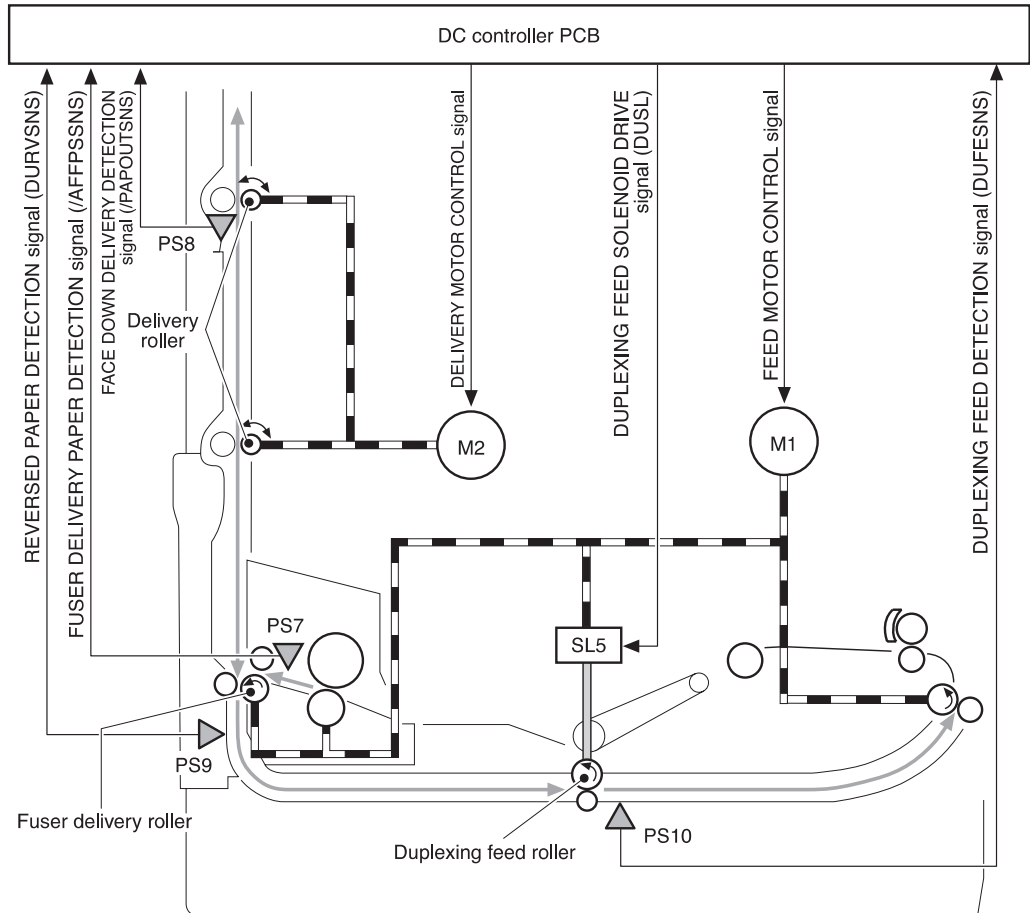 DC controller PCB
REVERSED PAPER DETECTION signal (DURVSNS)
FUSER DELIVERY PAPER DETECTION signal (/AFFPSSNS)
FACE DOWN DELIVERY DETECTION
signal (/PAPOUTSNS)
DELIVERY MOTOR CONTROL signal
DUPLEXING FEED SOLENOID DRIVE
signal (DUSL)
FEED MOTOR CONTROL signal
DUPLEXING FEED DETECTION signal (DUFESNS)
PS8
Delivery
roller
M2
M1
PS7
SL5
PS9
Fuser delivery roller
Duplexing feed roller
PS10